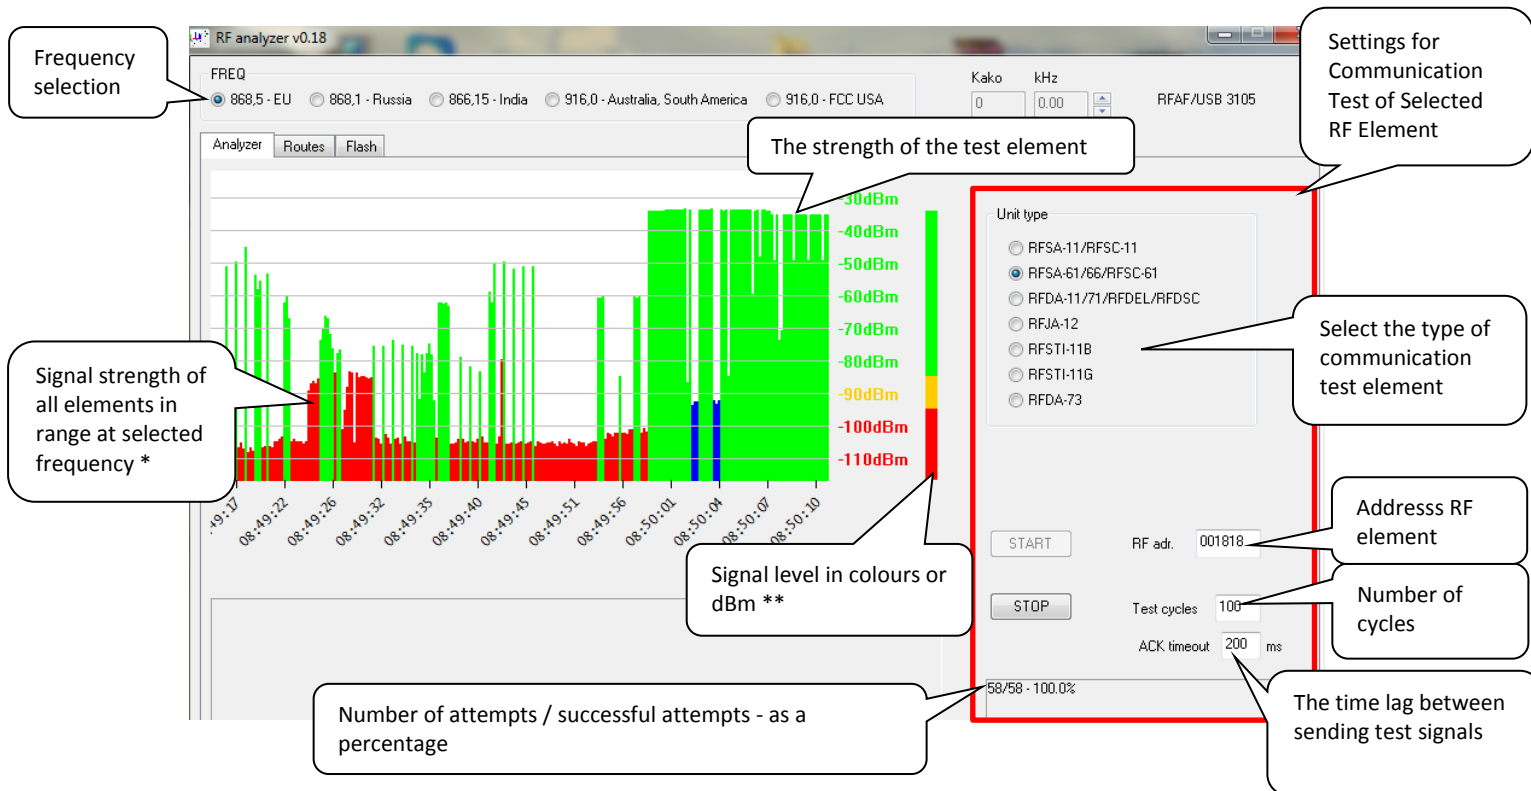 RF analyzer v0.18
Frequency
selection
FREQ
868,5 - EU
868,1 - Russia
866,15 - India
916,0 - Australia, South America
916,0 - FCC USA
Kako
kHz
0
0.00
RFAF/USB 3105
Settings for
Communication
Test of Selected
RF Element
Analyzer
Routes
Flash
The strength of the test element
-30dBm
-40dBm
-50dBm
-60dBm
-70dBm
-80dBm
-90dBm
-100dBm
-110dBm
Unit type
RFSA-11/RFSC-11
RFSA-61/66/RFSC-61
RFDA-11/71/RFDEL/RFDSC
RFJA-12
RFSTI-11B
RFSTI-11G
RFDA-73
Select the type of
communication
test element
Signal strength of
all elements in
range at selected
frequency *
:49:17
08:49:22
08:49:26
08:49:32
08:49:35
08:49:40
08:49:45
08:49:51
08:49:56
08:50:01
08:50:04
08:50:07
08:50:10
Signal level in colours or
dBm **
START
RF adr.
001818
Addresss RF
element
STOP
Test cycles
100
Number of
cycles
ACK timeout
200
ms
58/58 - 100.0%
Number of attempts / successful attempts - as a
percentage
The time lag between
sending test signals